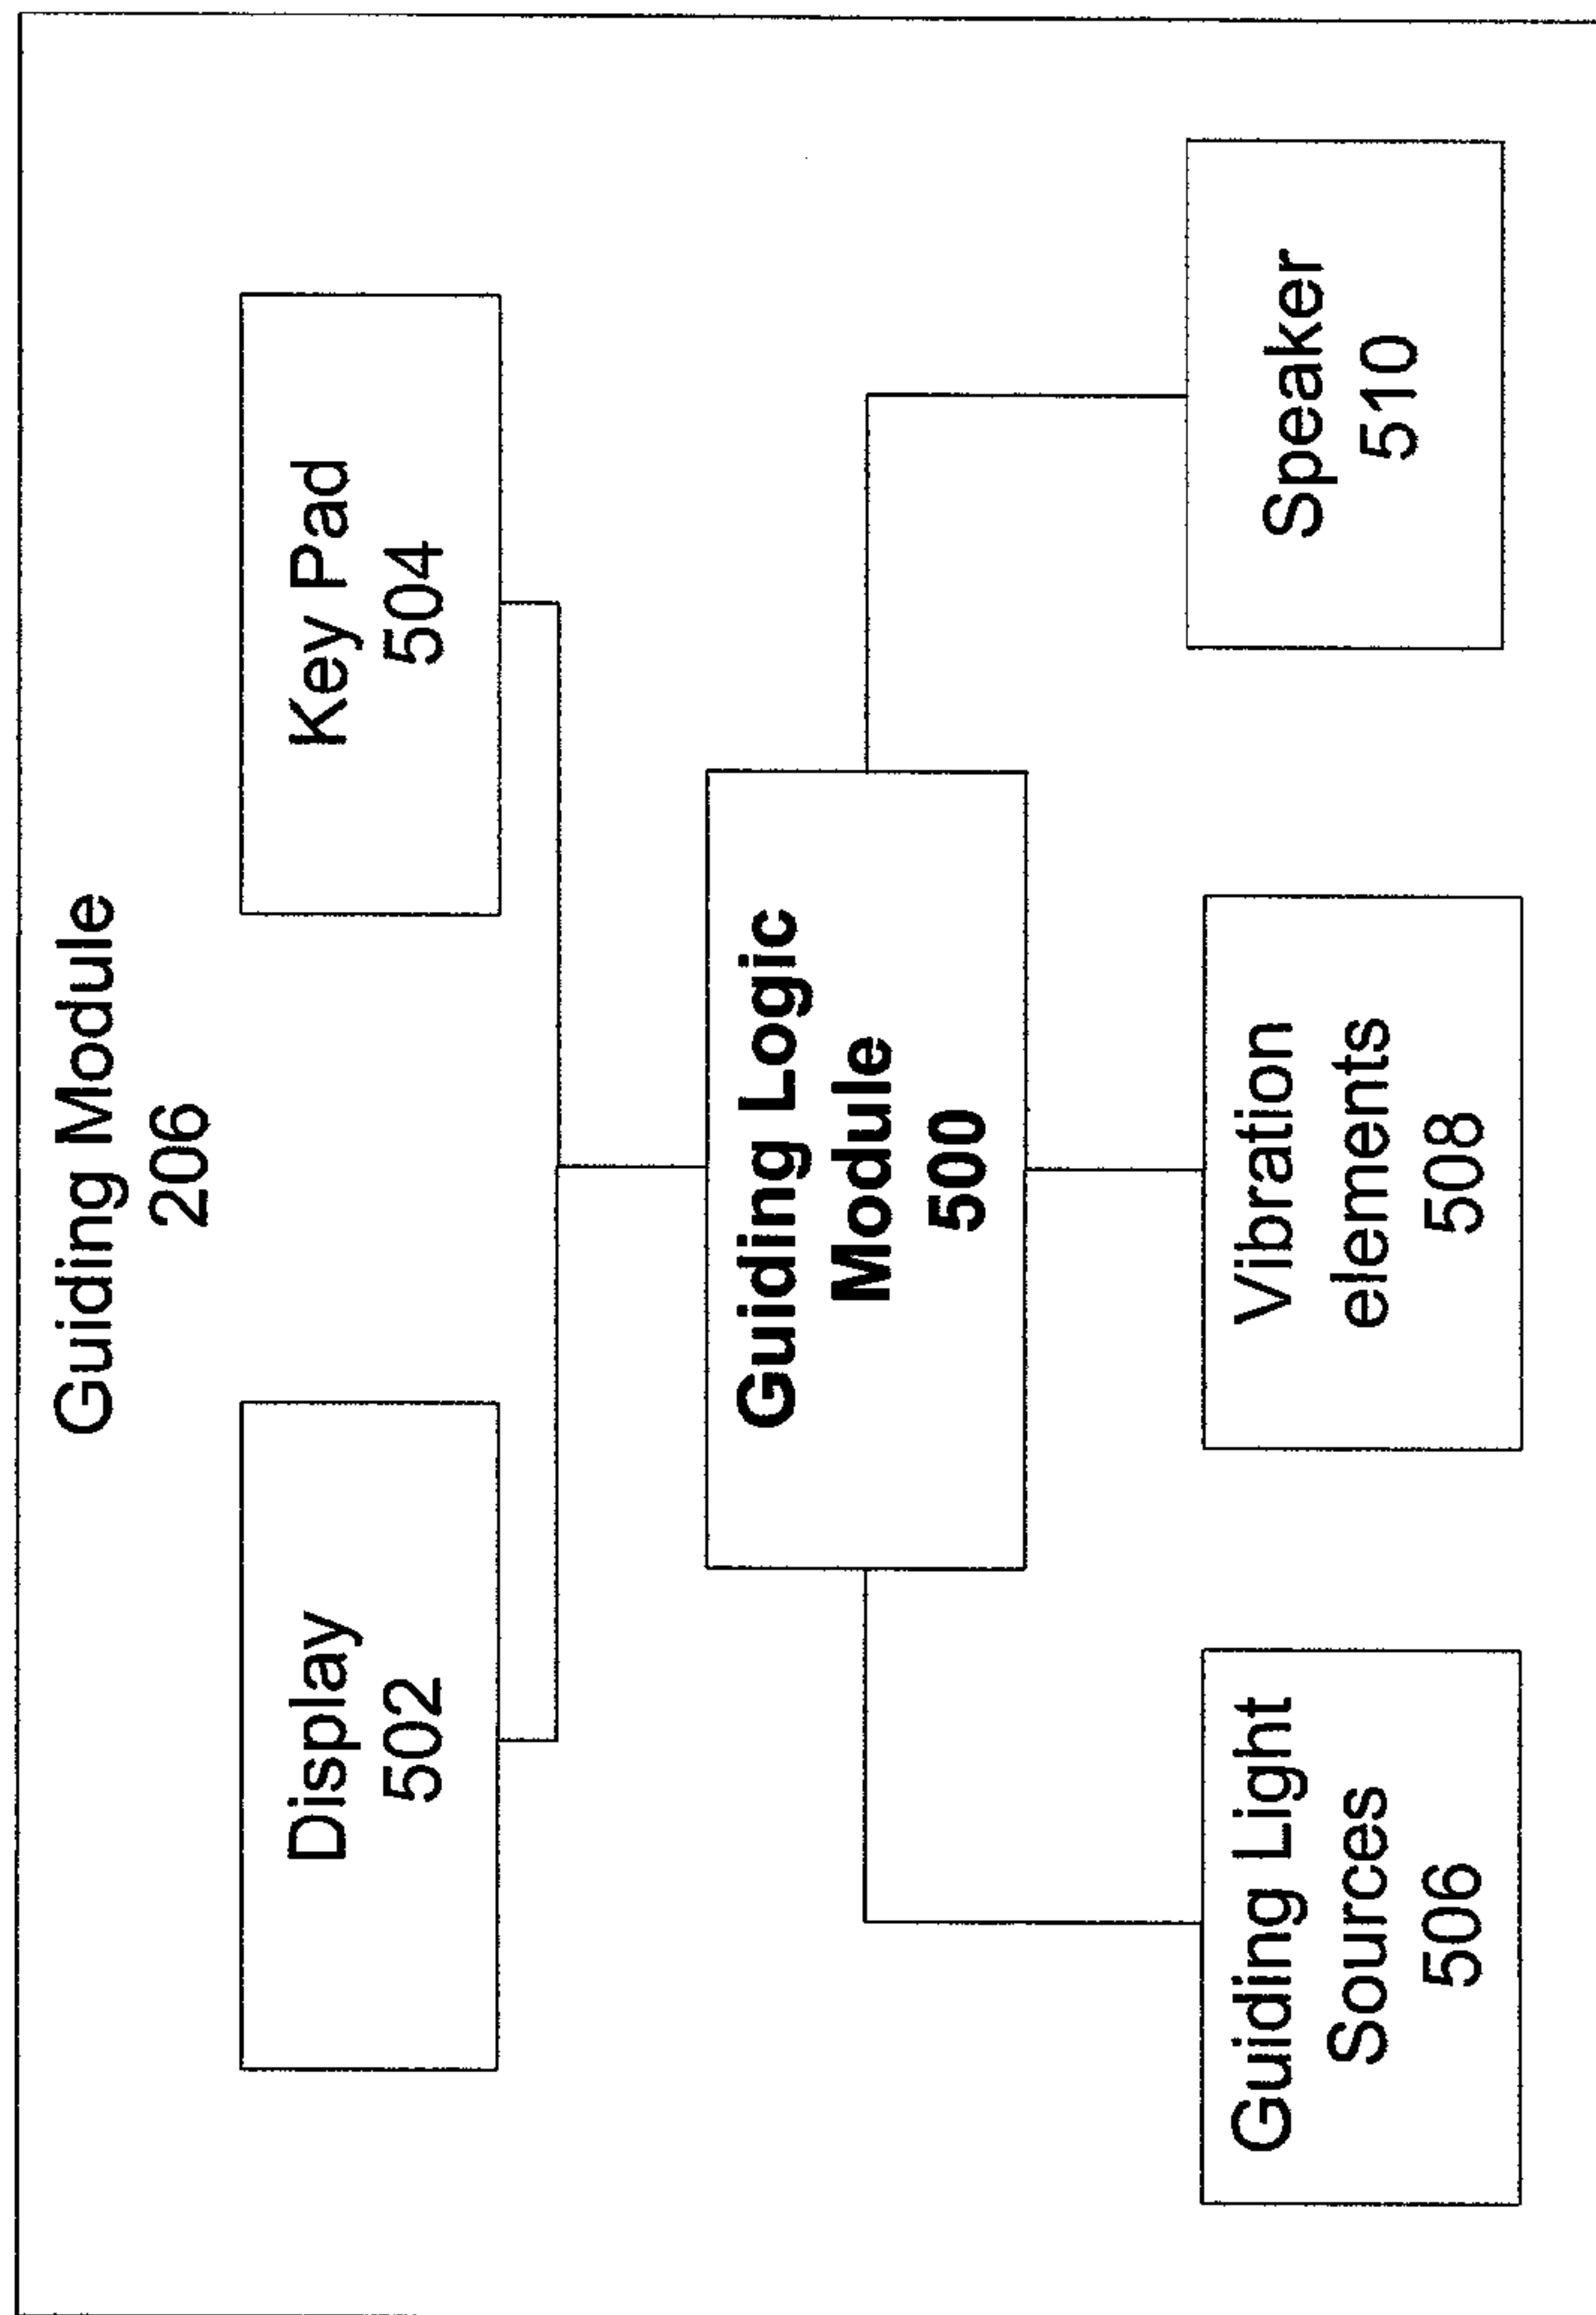 Guiding Module
206
Display
502
Key Pad
504
Guiding Logic
Module
500
Guiding Light
Sources
506
Vibration
elements
508
Speaker
510